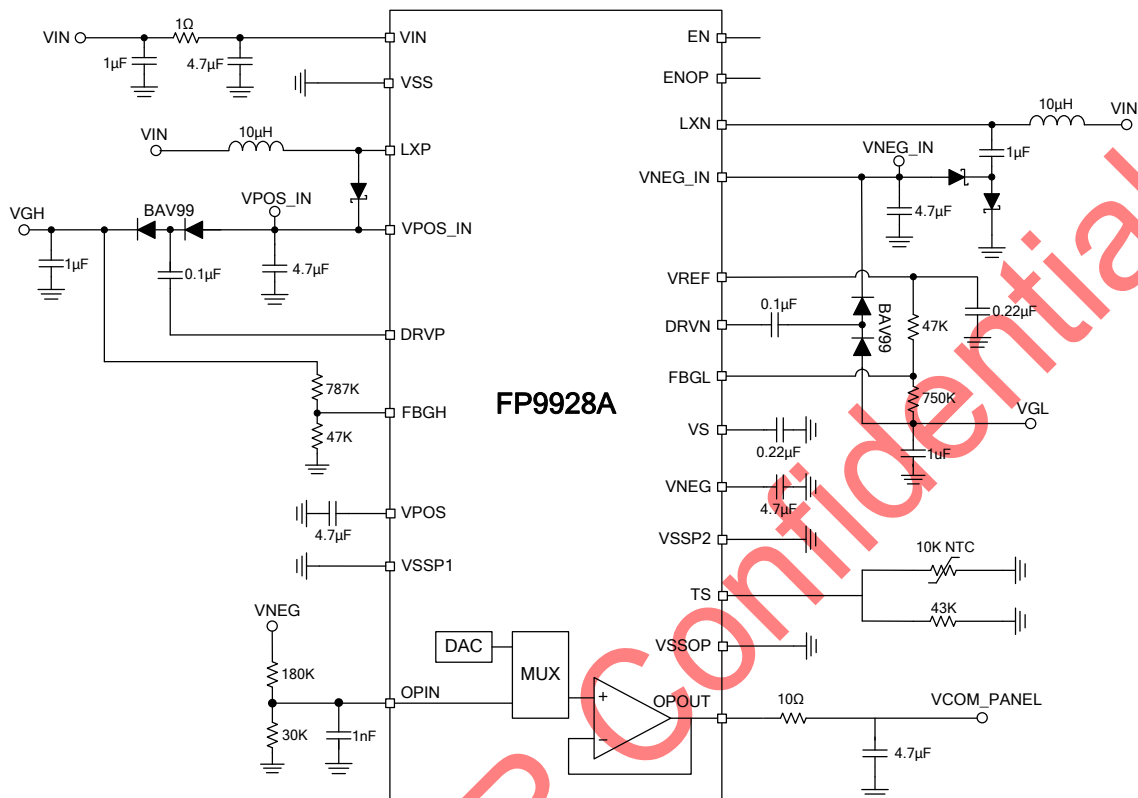 VIN
1Ω
1µF
4.7µF
VIN
VSS
VIN
10µH
LXP
VGH
BAV99
VPOS_IN
VPOS_IN
1µF
0.1µF
4.7µF
DRVP
787K
FBGH
47K
VPOS
4.7µF
VSSP1
VNEG
180K
OPIN
30K
1nF
FP9928A
DAC
MUX
+
−
OPOUT
EN
ENOP
LXN
10µH
VIN
1µF
VNEG_IN
VNEG_IN
4.7µF
VREF
0.1µF
DRVN
BAV99
47K
0.22µF
FBGL
750K
VGL
1uF
VS
0.22µF
VNEG
4.7µF
VSSP2
10K NTC
TS
43K
VSSOP
10Ω
VCOM_PANEL
4.7µF
Confidential